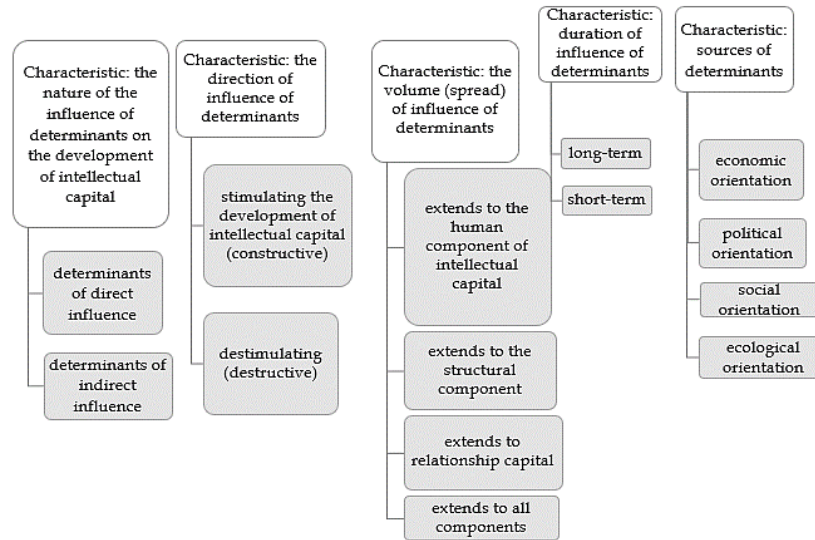 Characteristic: the
nature of the
influence of
determinants on
the development
of intellectual
capital
determinants
of direct
influence
determinants of
indirect
influence
Characteristic: the
direction of
influence of
determinants
stimulating the
development of
intellectual capital
(constructive)
destimulating
(destructive)
Characteristic: the
volume (spread)
of influence of
determinants
extends to the
human
component of
intellectual
capital
extends to the
structural
component
extends to
relationship capital
extends to all
components
Characteristic:
duration of
influence of
determinants
long-term
short-term
Characteristic:
sources of
determinants
economic
orientation
political
orientation
social
orientation
ecological
orientation